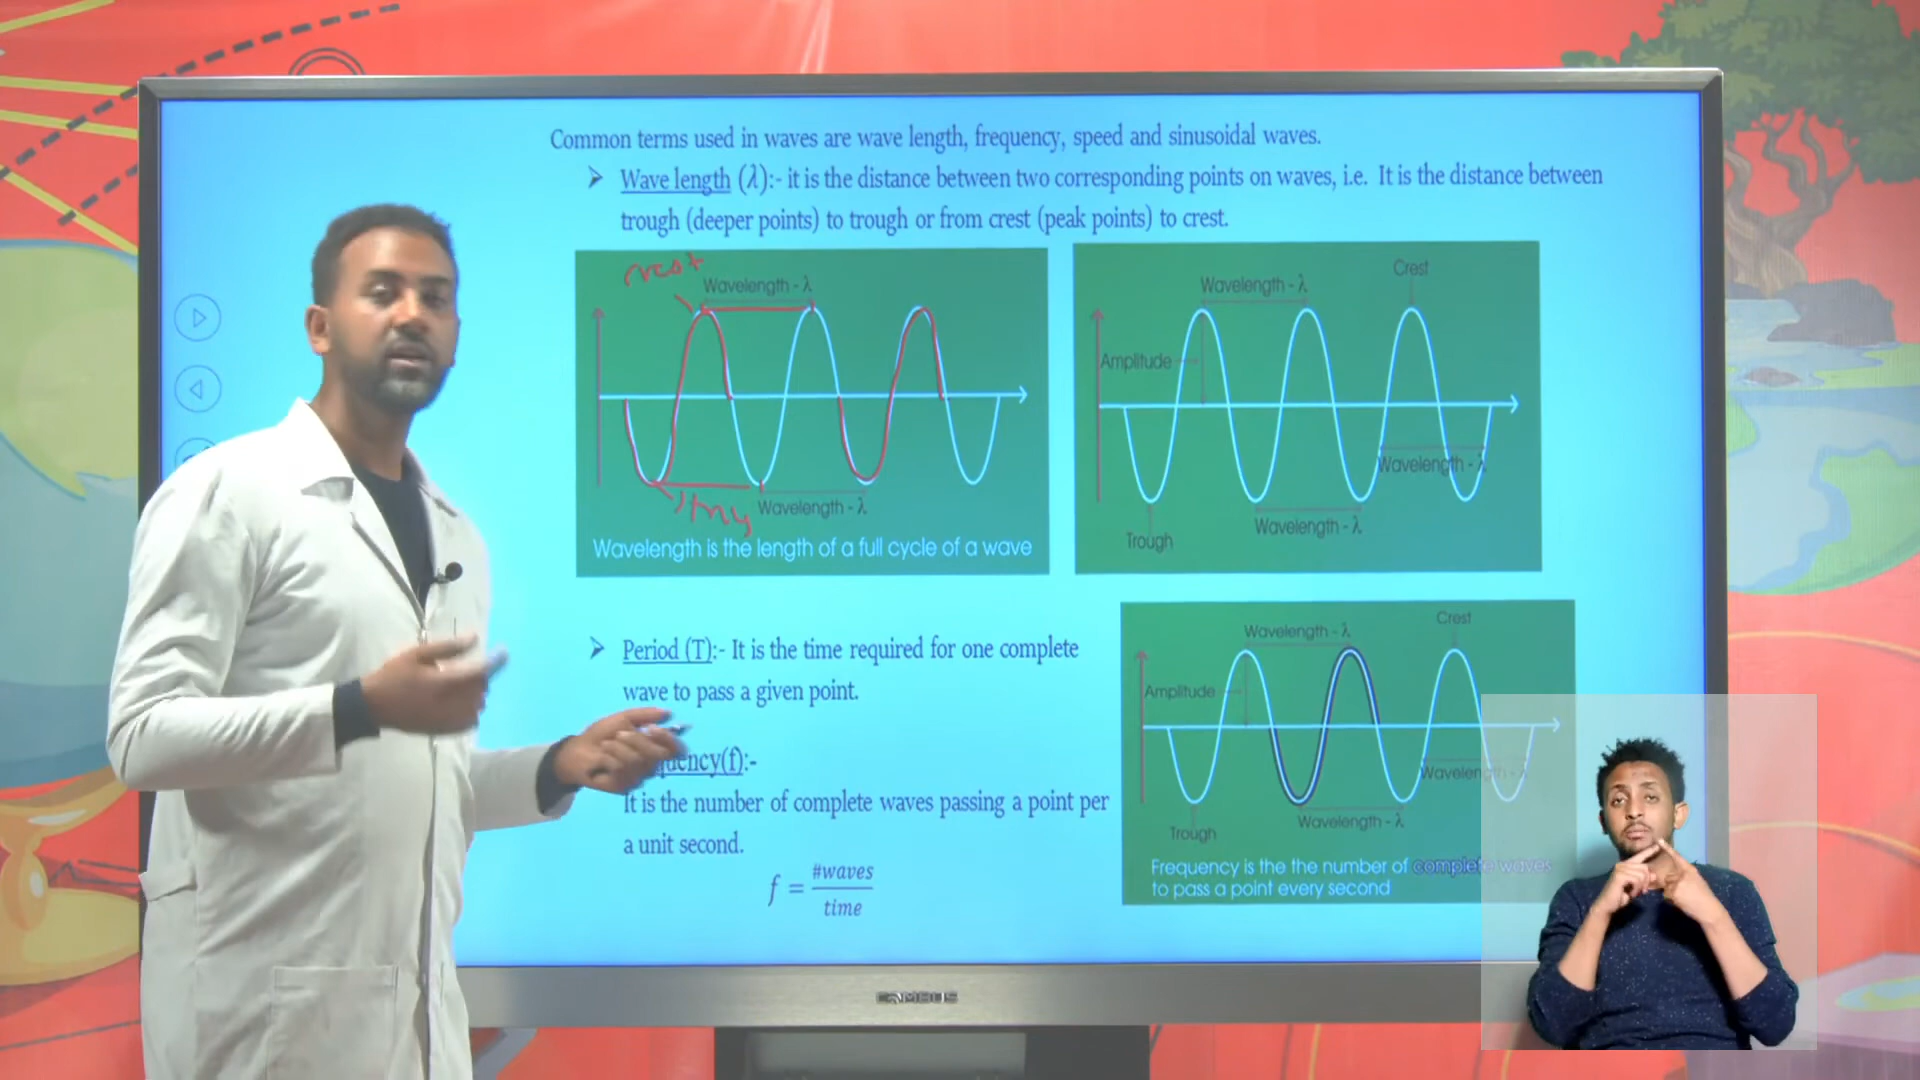 Common terms used in waves are wave length, frequency, speed and sinusoidal waves.
➤ Wave length (λ):- it is the distance between two corresponding points on waves, i.e. It is the distance between
trough (deeper points) to trough or from crest (peak points) to crest.
crest
Wavelength - λ
Wavelength - λ
Wavelength is the length of a full cycle of a wave
Crest
Wavelength - λ
Amplitude
Wavelength - λ
Wavelength - λ
Trough
➤ Period (T):- It is the time required for one complete
wave to pass a given point.
quency(f):-
It is the number of complete waves passing a point per
a unit second.
f = #waves
time
Crest
Wavelength - λ
Amplitude
Wavelength - λ
Wavelength - λ
Trough
Frequency is the the number of complete waves
to pass a point every second